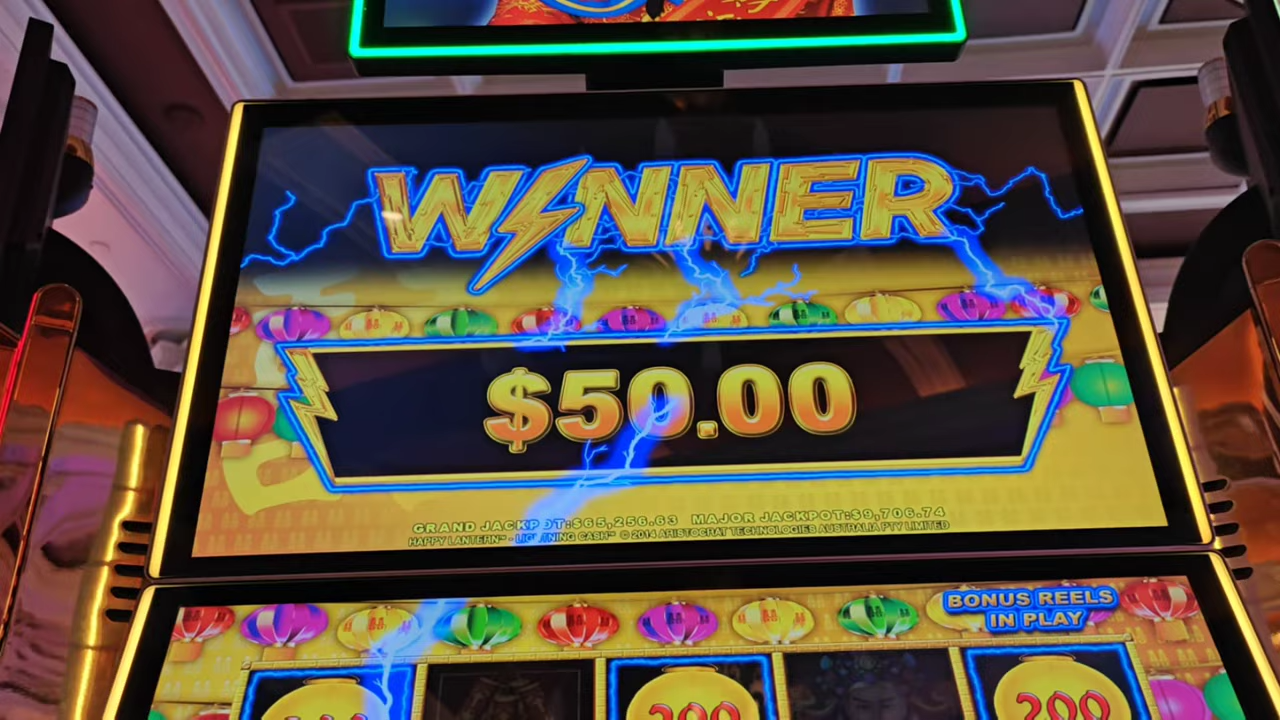 WINNER
$50.00
GRAND JACKPOT:$65,256.63 MAJOR JACKPOT:$9,706.74
HAPPY LANTERN™ - LIGHTNING CASH™ © 2014 ARISTOCRAT TECHNOLOGIES AUSTRALIA PTY LIMITED
BONUS REELS
IN PLAY
200 200